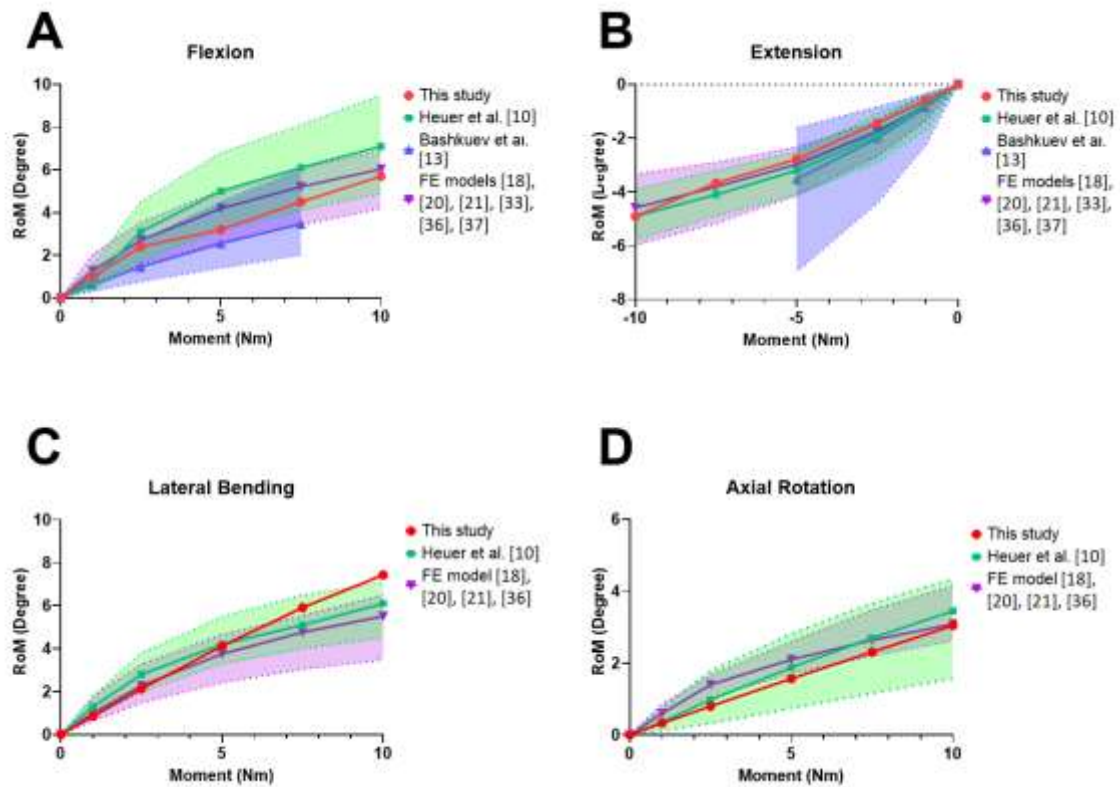 A
Flexion
10
8
6
4
2
0
RoM (Degree)
0
5
10
Moment (Nm)
This study
Heuer et al. [10]
Bashkuev et al.
[13]
FE models [18],
[20], [21], [33],
[36], [37]
B
Extension
0
-2
-4
-6
-8
RoM (Degree)
-10
-5
0
Moment (Nm)
This study
Heuer et al. [10]
Bashkuev et al.
[13]
FE models [18],
[20], [21], [33],
[36], [37]
C
Lateral Bending
10
8
6
4
2
0
RoM (Degree)
0
5
10
Moment (Nm)
This study
Heuer et al. [10]
FE model [18],
[20], [21], [36]
D
Axial Rotation
6
4
2
0
RoM (Degree)
0
5
10
Moment (Nm)
This study
Heuer et al. [10]
FE model [18],
[20], [21], [36]